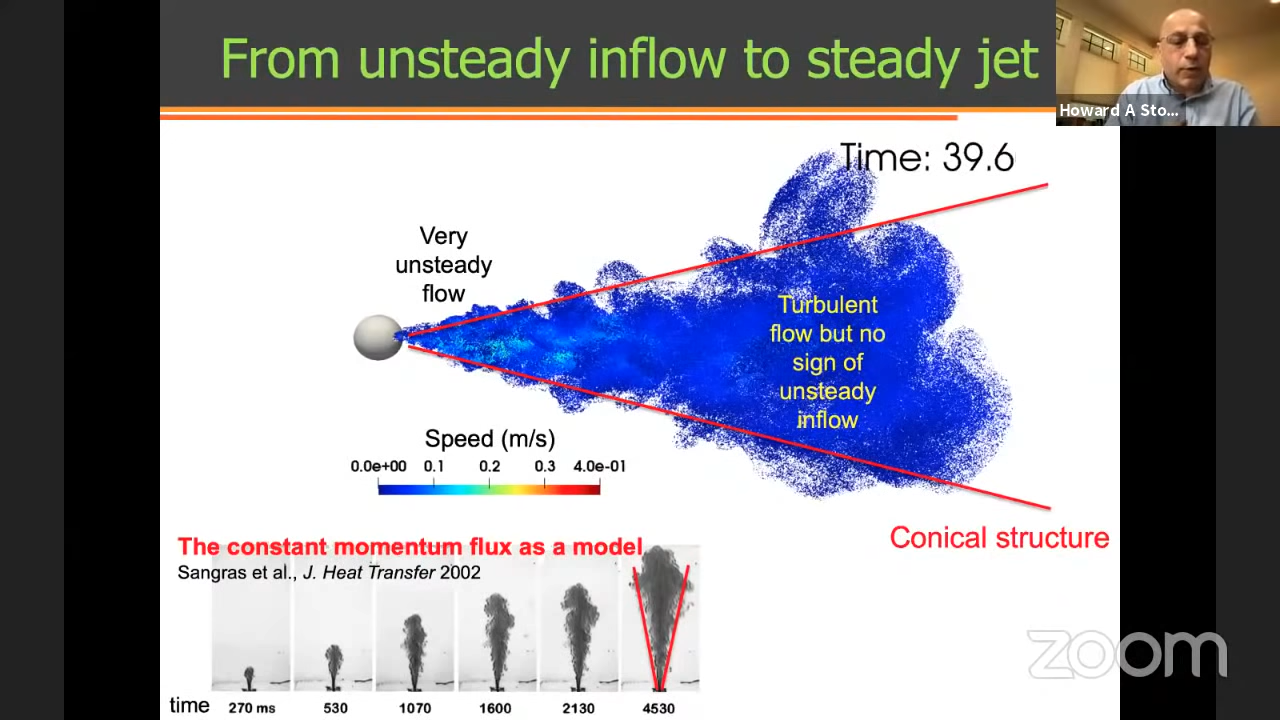 From unsteady inflow to steady jet
Howard A Sto...
Time: 39.6
Very
unsteady
flow
Turbulent
flow but no
sign of
unsteady
inflow
Speed (m/s)
0.0e+00 0.1 0.2 0.3 4.0e-01
Conical structure
The constant momentum flux as a model
Sangras et al., J. Heat Transfer 2002
time 270 ms 530 1070 1600 2130 4530
zoom